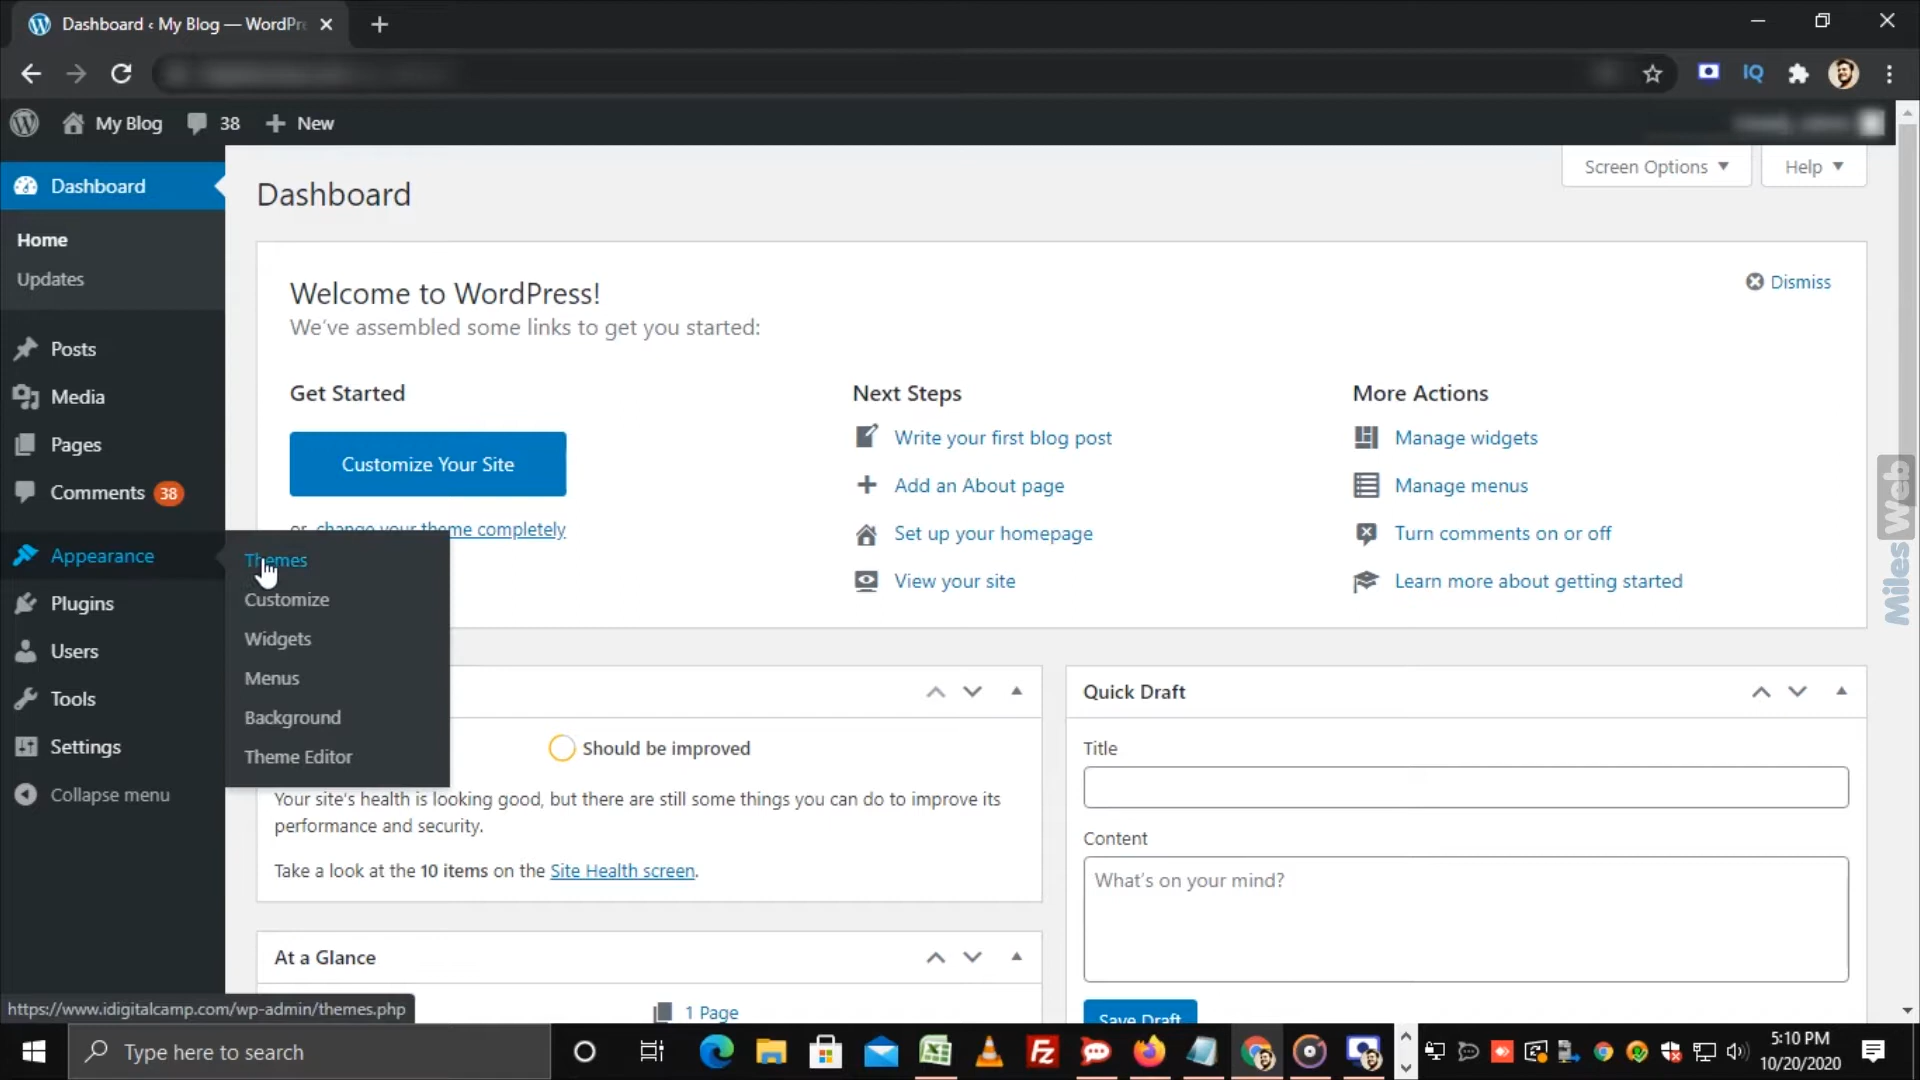 Dashboard ‹ My Blog — WordPr
IQ
My Blog
38
New
Screen Options
Help
Dashboard
Home
Updates
Posts
Media
Pages
Comments 38
Appearance
Plugins
Users
Tools
Settings
Collapse menu
Themes
Customize
Widgets
Menus
Background
Theme Editor
Dashboard
Welcome to WordPress!
We've assembled some links to get you started:
Dismiss
Get Started
Customize Your Site
or, change your theme completely
Next Steps
Write your first blog post
Add an About page
Set up your homepage
View your site
More Actions
Manage widgets
Manage menus
Turn comments on or off
Learn more about getting started
Should be improved
Your site's health is looking good, but there are still some things you can do to improve its
performance and security.
Take a look at the 10 items on the Site Health screen.
At a Glance
1 Page
Quick Draft
Title
Content
What's on your mind?
Save Draft
MilesWeb
https://www.idigitalcamp.com/wp-admin/themes.php
Type here to search
Fz
5:10 PM
10/20/2020